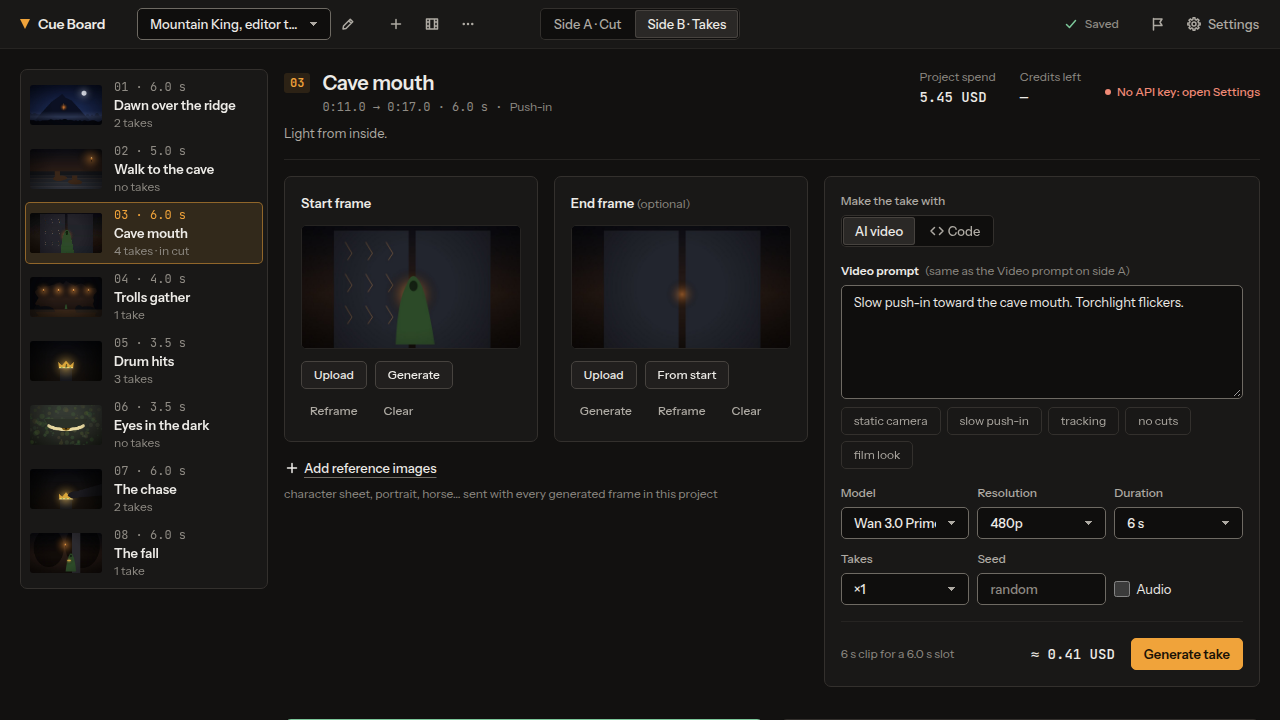 Cue Board
Mountain King, editor t...
Side A · Cut
Side B · Takes
Saved
Settings
01 · 6.0 s
Dawn over the ridge
2 takes
02 · 5.0 s
Walk to the cave
no takes
03 · 6.0 s
Cave mouth
4 takes · in cut
04 · 4.0 s
Trolls gather
1 take
05 · 3.5 s
Drum hits
3 takes
06 · 3.5 s
Eyes in the dark
no takes
07 · 6.0 s
The chase
2 takes
08 · 6.0 s
The fall
1 take
03 Cave mouth
0:11.0 → 0:17.0 · 6.0 s · Push-in
Light from inside.
Project spend
5.45 USD
Credits left
—
No API key: open Settings
Start frame
Upload
Generate
Reframe
Clear
End frame (optional)
Upload
From start
Generate
Reframe
Clear
Add reference images
character sheet, portrait, horse... sent with every generated frame in this project
Make the take with
AI video
Code
Video prompt (same as the Video prompt on side A)
Slow push-in toward the cave mouth. Torchlight flickers.
static camera
slow push-in
tracking
no cuts
film look
Model
Wan 3.0 Prime
Resolution
480p
Duration
6 s
Takes
×1
Seed
random
Audio
6 s clip for a 6.0 s slot
≈ 0.41 USD
Generate take